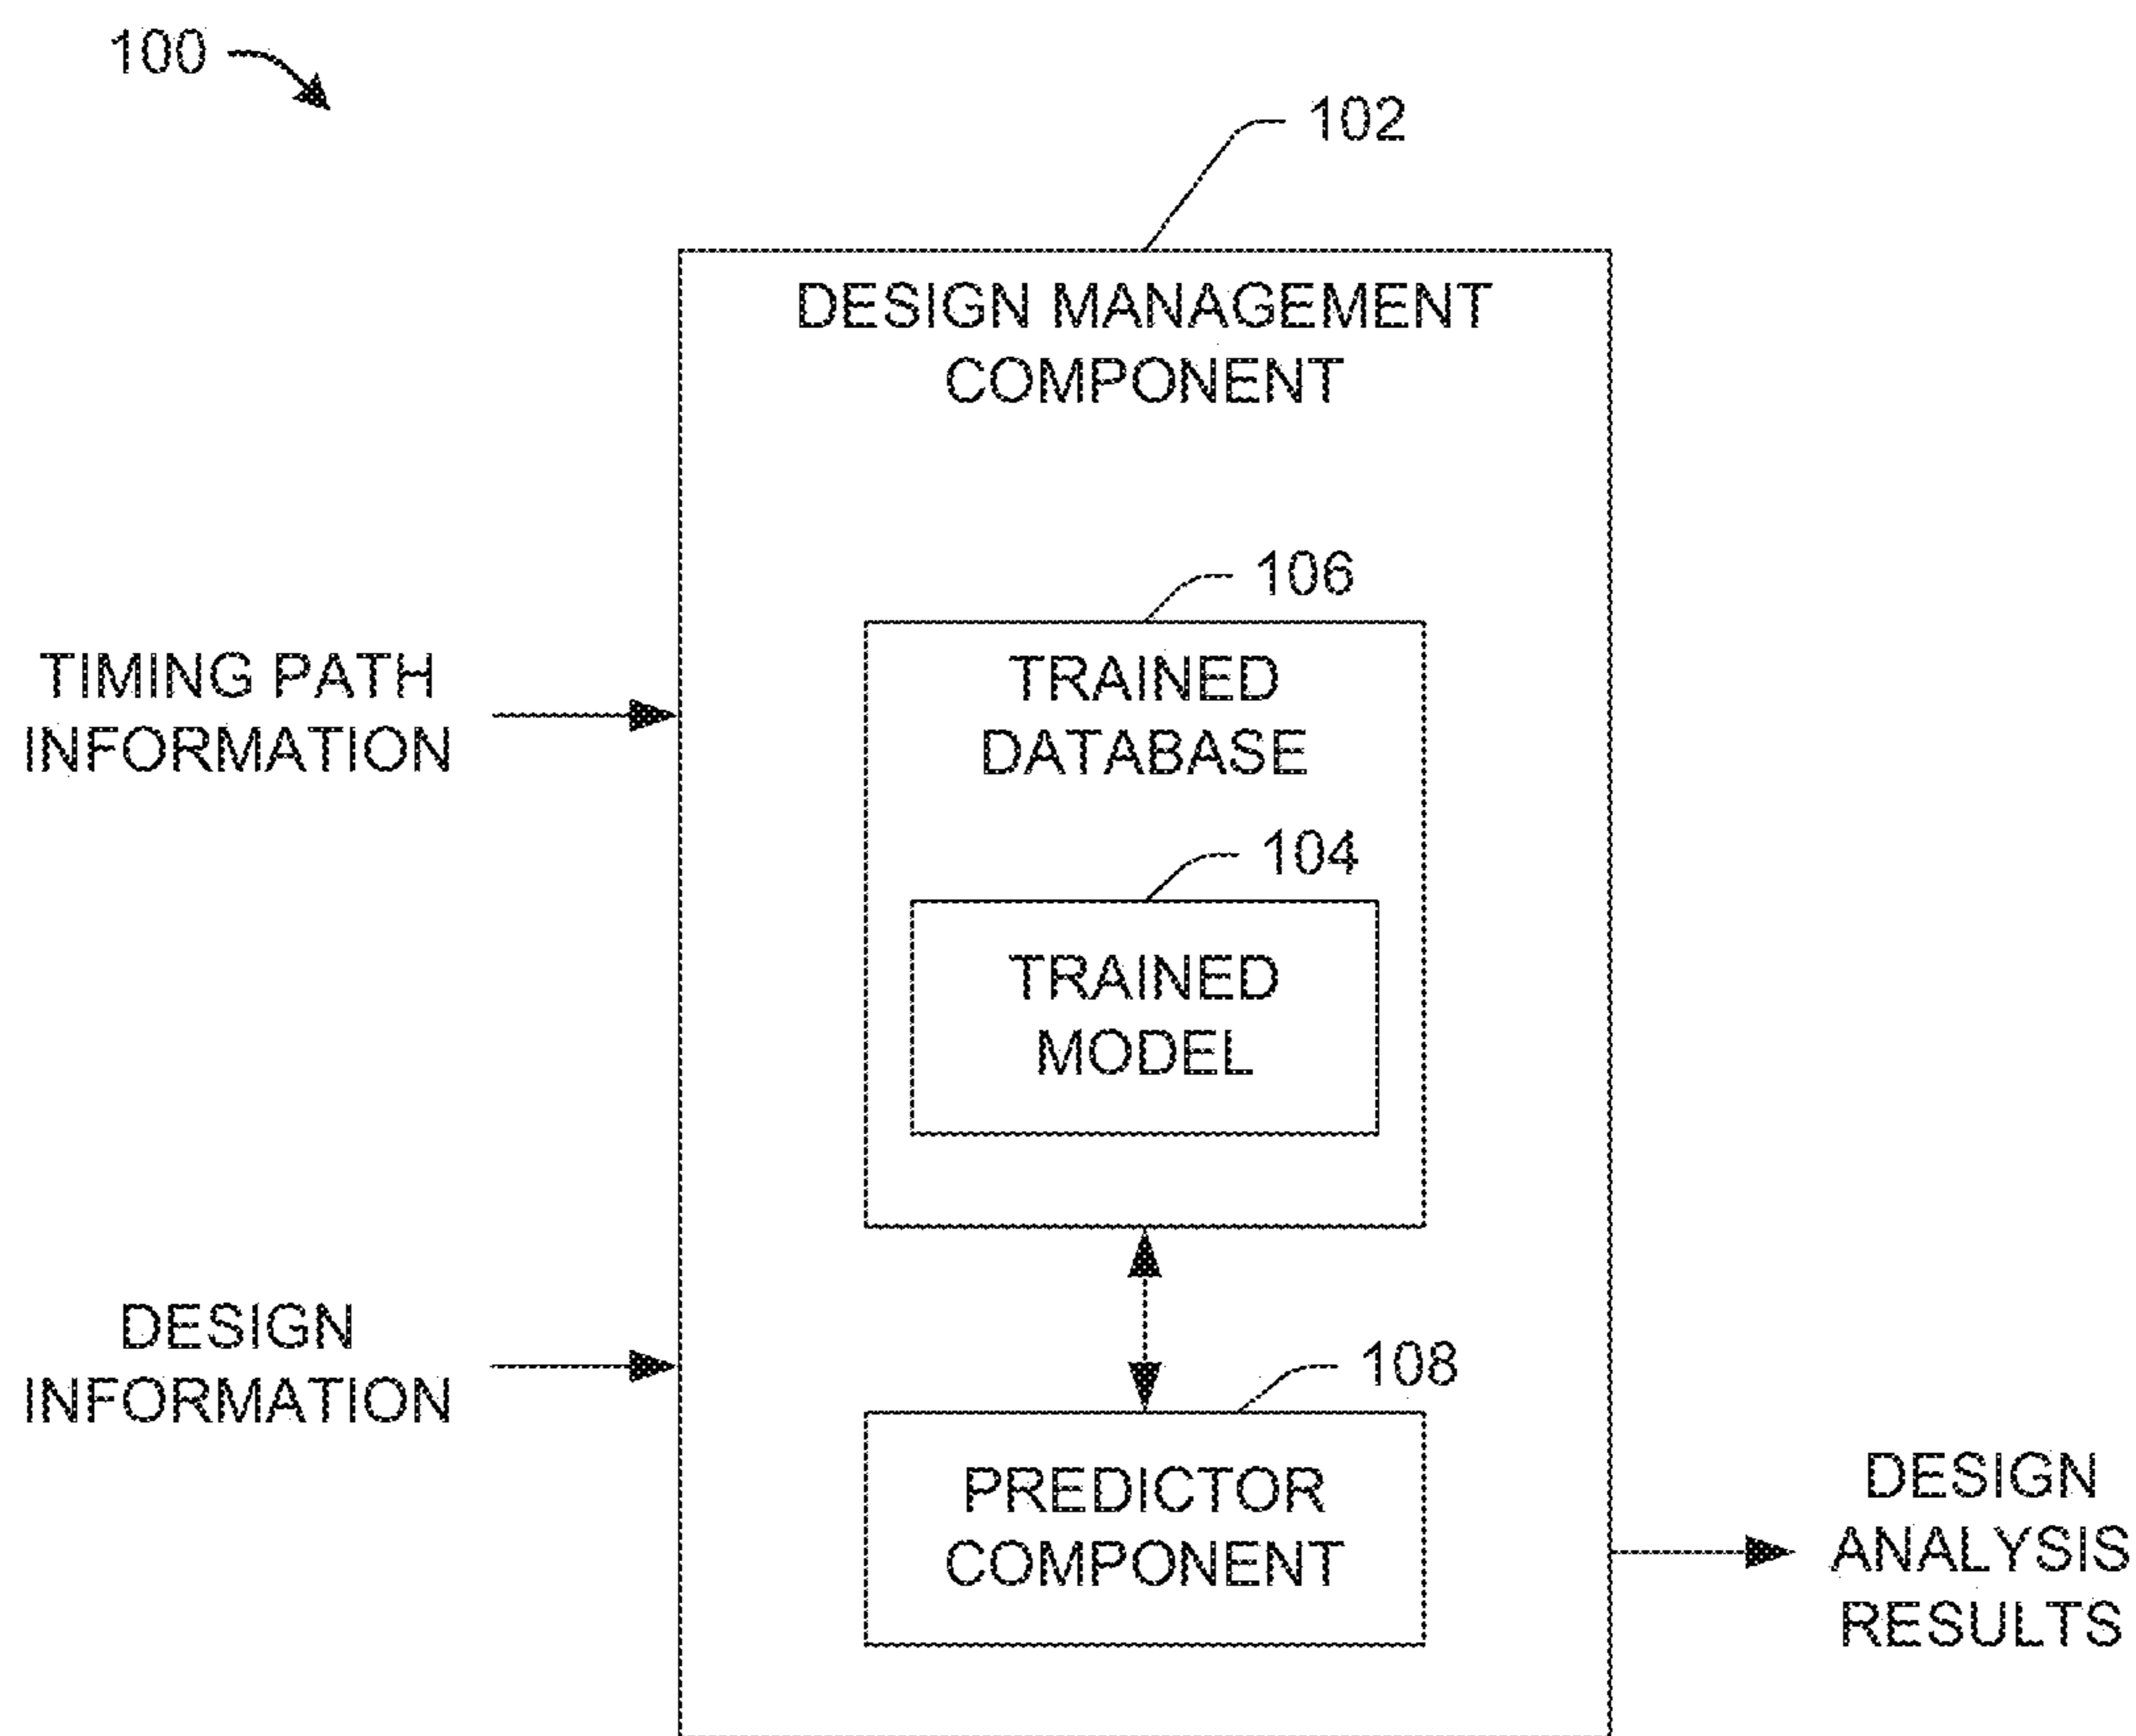 100
102
DESIGN MANAGEMENT
COMPONENT
106
TIMING PATH
INFORMATION
TRAINED
DATABASE
104
TRAINED
MODEL
DESIGN
INFORMATION
108
PREDICTOR
COMPONENT
DESIGN
ANALYSIS
RESULTS